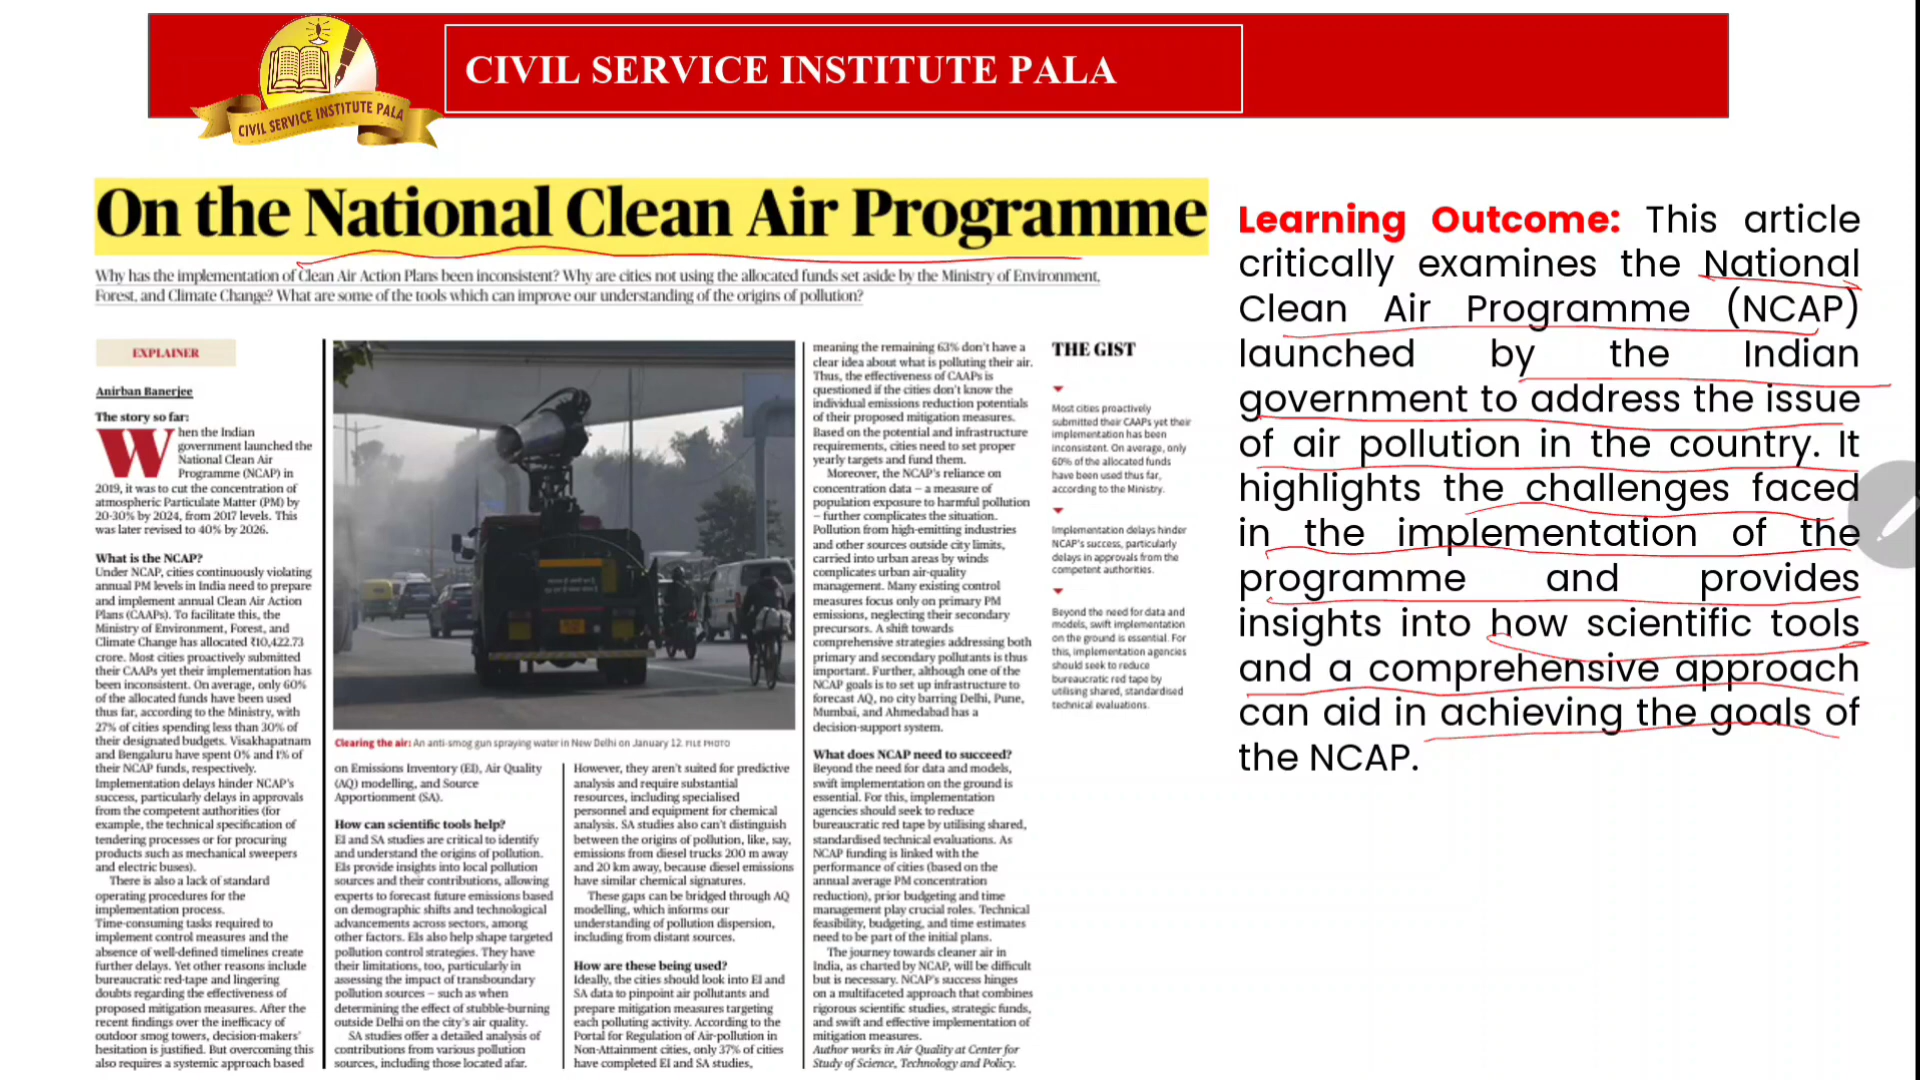 CIVIL SERVICE INSTITUTE PALA
CIVIL SERVICE INSTITUTE PALA
On the National Clean Air Programme
Why has the implementation of Clean Air Action Plans been inconsistent? Why are cities not using the allocated funds set aside by the Ministry of Environment,
Forest, and Climate Change? What are some of the tools which can improve our understanding of the origins of pollution?
EXPLAINER
Anirban Banerjee
The story so far:
When the Indian
government launched the
National Clean Air
Programme (NCAP) in
2019, it was to cut the concentration of
atmospheric Particulate Matter (PM) by
20-30% by 2024, from 2017 levels. This
was later revised to 40% by 2026.
What is the NCAP?
Under NCAP, cities continuously violating
annual PM levels in India need to prepare
and implement annual Clean Air Action
Plans (CAAPs). To facilitate this, the
Ministry of Environment, Forest, and
Climate Change has allocated ₹10,422.73
crore. Most cities proactively submitted
their CAAPs yet their implementation has
been inconsistent. On average, only 60%
of the allocated funds have been used
thus far, according to the Ministry, with
27% of cities spending less than 30% of
their designated budgets. Visakhapatnam
and Bengaluru have spent 0% and 1% of
their NCAP funds, respectively.
Implementation delays hinder NCAP's
success, particularly delays in approvals
from the competent authorities (for
example, the technical specification of
tendering processes or for procuring
products such as mechanical sweepers
and electric buses).
There is also a lack of standard
operating procedures for the
implementation process.
Time-consuming tasks required to
implement control measures and the
absence of well-defined timelines create
further delays. Yet other reasons include
bureaucratic red-tape and lingering
doubts regarding the effectiveness of
proposed mitigation measures. After the
recent findings over the inefficacy of
outdoor smog towers, decision-makers'
hesitation is justified. But overcoming this
also requires a systemic approach based
Clearing the air: An anti-smog gun spraying water in New Delhi on January 12. FILE PHOTO
on Emissions Inventory (EI), Air Quality
(AQ) modelling, and Source
Apportionment (SA).
How can scientific tools help?
EI and SA studies are critical to identify
and understand the origins of pollution.
EIs provide insights into local pollution
sources and their contributions, allowing
experts to forecast future emissions based
on demographic shifts and technological
advancements across sectors, among
other factors. EIs also help shape targeted
pollution control strategies. They have
their limitations, too, particularly in
assessing the impact of transboundary
pollution sources – such as when
determining the effect of stubble-burning
outside Delhi on the city's air quality.
SA studies offer a detailed analysis of
contributions from various pollution
sources, including those located afar.
However, they aren't suited for predictive
analysis and require substantial
resources, including specialised
personnel and equipment for chemical
analysis. SA studies also can't distinguish
between the origins of pollution, like, say,
emissions from diesel trucks 200 m away
and 20 km away, because diesel emissions
have similar chemical signatures.
These gaps can be bridged through AQ
modelling, which informs our
understanding of pollution dispersion,
including from distant sources.
How are these being used?
Ideally, the cities should look into EI and
SA data to pinpoint air pollutants and
prepare mitigation measures targeting
each polluting activity. According to the
Portal for Regulation of Air-pollution in
Non-Attainment cities, only 37% of cities
have completed EI and SA studies,
meaning the remaining 63% don't have a
clear idea about what is polluting their air.
Thus, the effectiveness of CAAPs is
questioned if the cities don't know the
individual emissions reduction potentials
of their proposed mitigation measures.
Based on the potential and infrastructure
requirements, cities need to set proper
yearly targets and fund them.
Moreover, the NCAP's reliance on
concentration data – a measure of
population exposure to harmful pollution
– further complicates the situation.
Pollution from high-emitting industries
and other sources outside city limits,
carried into urban areas by winds
complicates urban air-quality
management. Many existing control
measures focus only on primary PM
emissions, neglecting their secondary
precursors. A shift towards
comprehensive strategies addressing both
primary and secondary pollutants is thus
important. Further, although one of the
NCAP goals is to set up infrastructure to
forecast AQ, no city barring Delhi, Pune,
Mumbai, and Ahmedabad has a
decision-support system.
What does NCAP need to succeed?
Beyond the need for data and models,
swift implementation on the ground is
essential. For this, implementation
agencies should seek to reduce
bureaucratic red tape by utilising shared,
standardised technical evaluations. As
NCAP funding is linked with the
performance of cities (based on the
annual average PM concentration
reduction), prior budgeting and time
management play crucial roles. Technical
feasibility, budgeting, and time estimates
need to be part of the initial plans.
The journey towards cleaner air in
India, as charted by NCAP, will be difficult
but is necessary. NCAP's success hinges
on a multifaceted approach that combines
rigorous scientific studies, strategic funds,
and swift and effective implementation of
mitigation measures.
Author works in Air Quality at Center for
Study of Science, Technology and Policy.
THE GIST
Most cities proactively
submitted their CAAPs yet their
implementation has been
inconsistent. On average, only
60% of the allocated funds
have been used thus far,
according to the Ministry.
Implementation delays hinder
NCAP's success, particularly
delays in approvals from the
competent authorities.
Beyond the need for data and
models, swift implementation
on the ground is essential. For
this, implementation agencies
should seek to reduce
bureaucratic red tape by
utilising shared, standardised
technical evaluations.
Learning Outcome: This article
critically examines the National
Clean Air Programme (NCAP)
launched by the Indian
government to address the issue
of air pollution in the country. It
highlights the challenges faced
in the implementation of the
programme and provides
insights into how scientific tools
and a comprehensive approach
can aid in achieving the goals of
the NCAP.